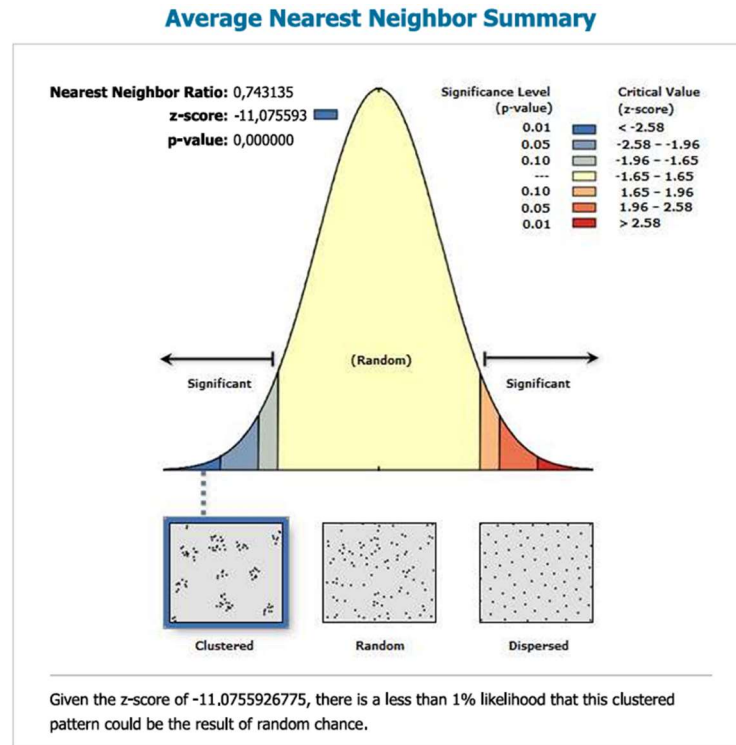 Average Nearest Neighbor Summary
Nearest Neighbor Ratio: 0,743135
z-score: -11,075593
p-value: 0,000000
Significance Level
(p-value)
Critical Value
(z-score)
0.01 < -2.58
0.05 -2.58 - -1.96
0.10 -1.96 - -1.65
--- -1.65 - 1.65
0.10 1.65 - 1.96
0.05 1.96 - 2.58
0.01 > 2.58
(Random)
Significant
Significant
Clustered
Random
Dispersed
Given the z-score of -11.0755926775, there is a less than 1% likelihood that this clustered
pattern could be the result of random chance.